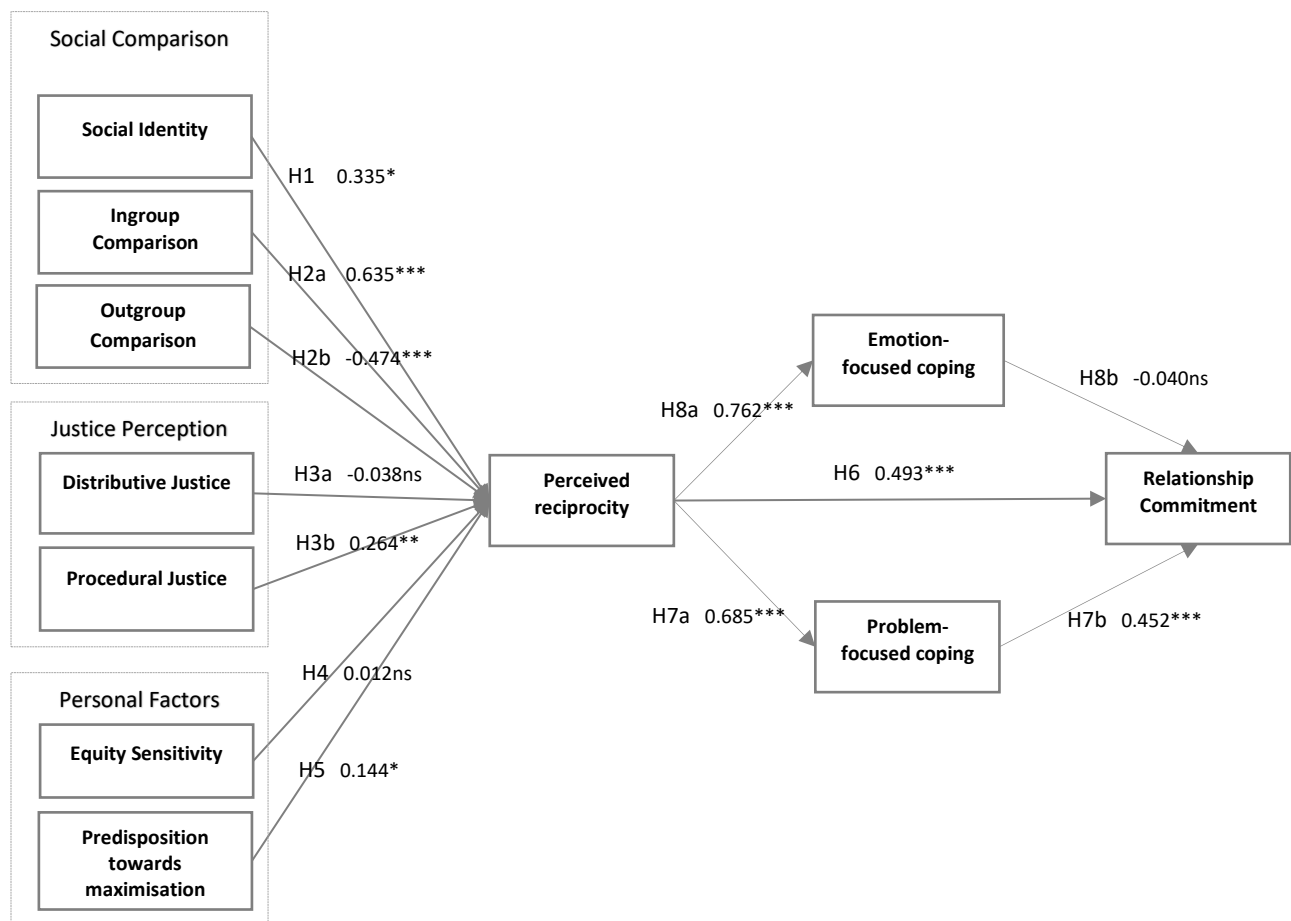 Social Comparison
Social Identity
Ingroup
Comparison
Outgroup
Comparison
H1 0.335*
H2a 0.635***
H2b -0.474***
Justice Perception
Distributive Justice
Procedural Justice
H3a -0.038ns
H3b 0.264**
Personal Factors
Equity Sensitivity
Predisposition
towards
maximisation
H4 0.012ns
H5 0.144*
Perceived
reciprocity
H8a 0.762***
H6 0.493***
H7a 0.685***
Emotion-
focused coping
Problem-
focused coping
H8b -0.040ns
H7b 0.452***
Relationship
Commitment